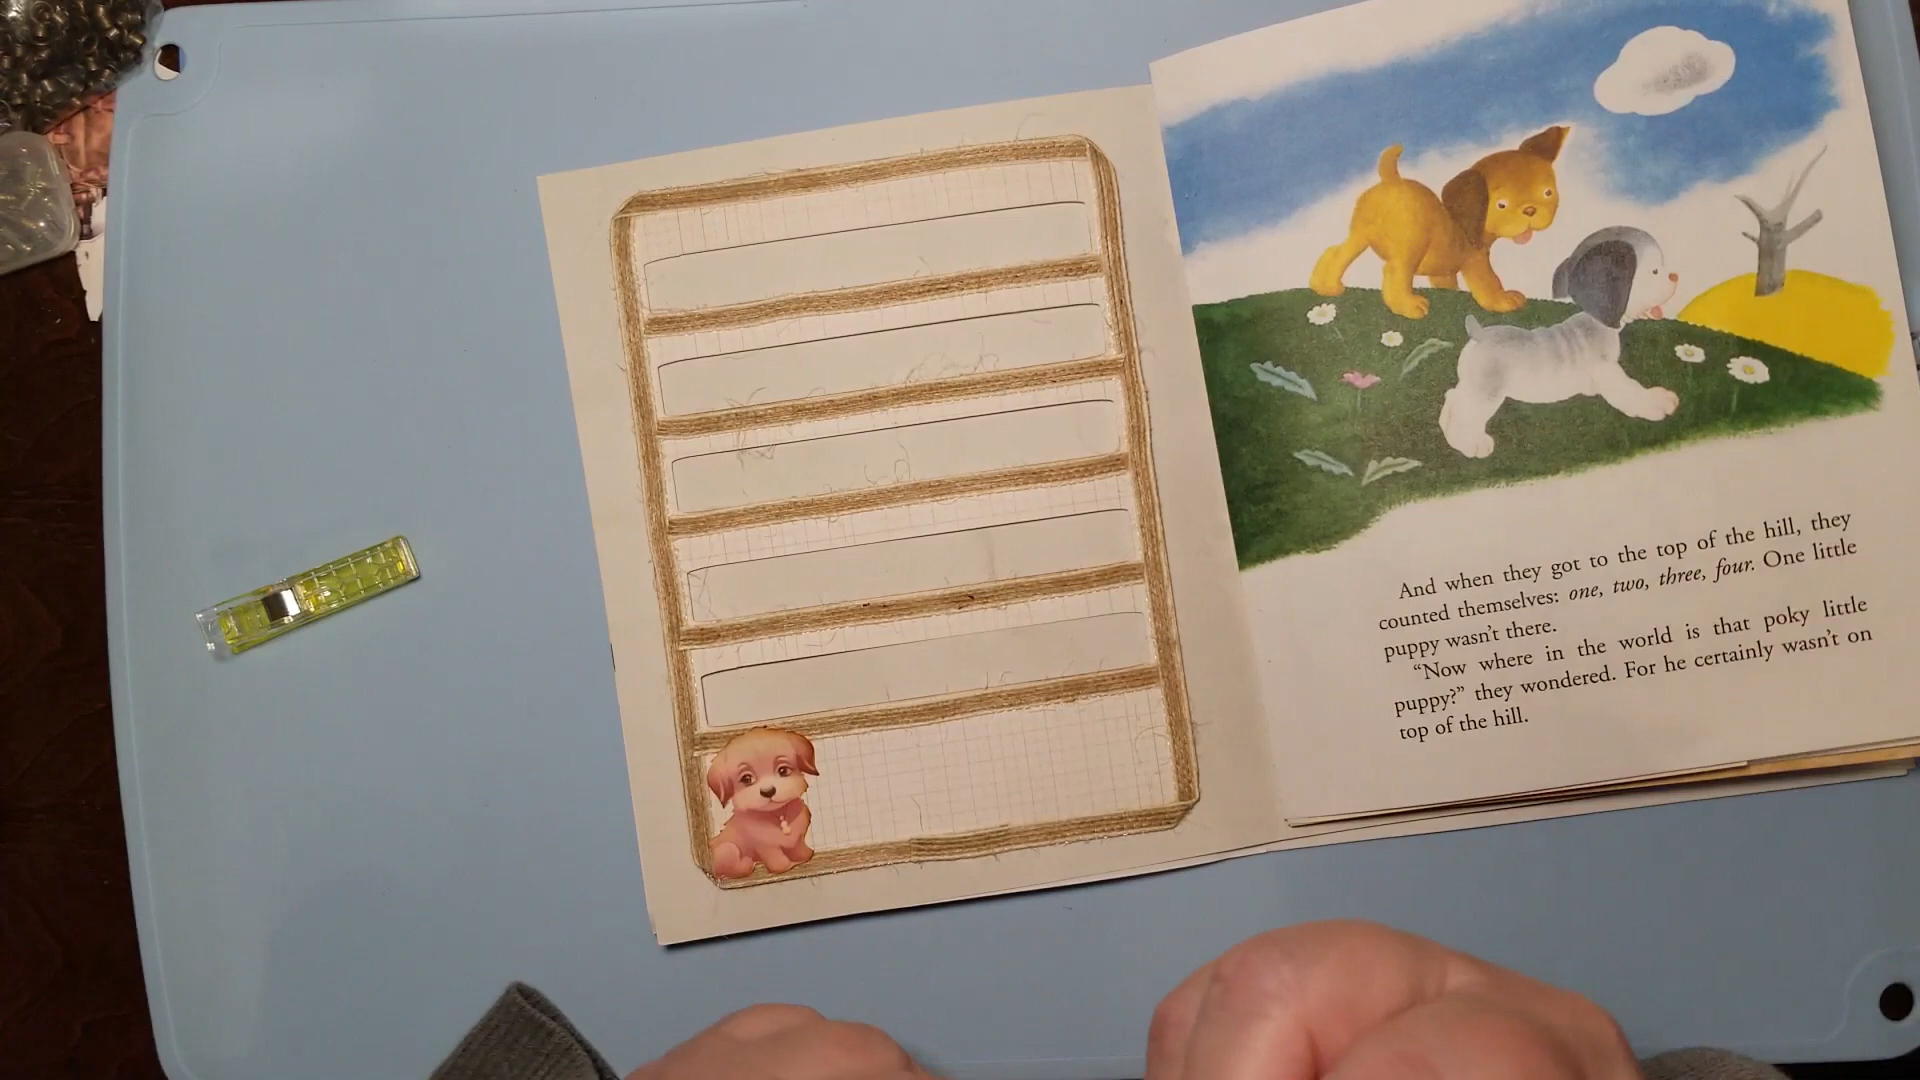 And when they got to the top of the hill, they
counted themselves: one, two, three, four. One little
puppy wasn't there.
“Now where in the world is that poky little
puppy?” they wondered. For he certainly wasn't on
top of the hill.